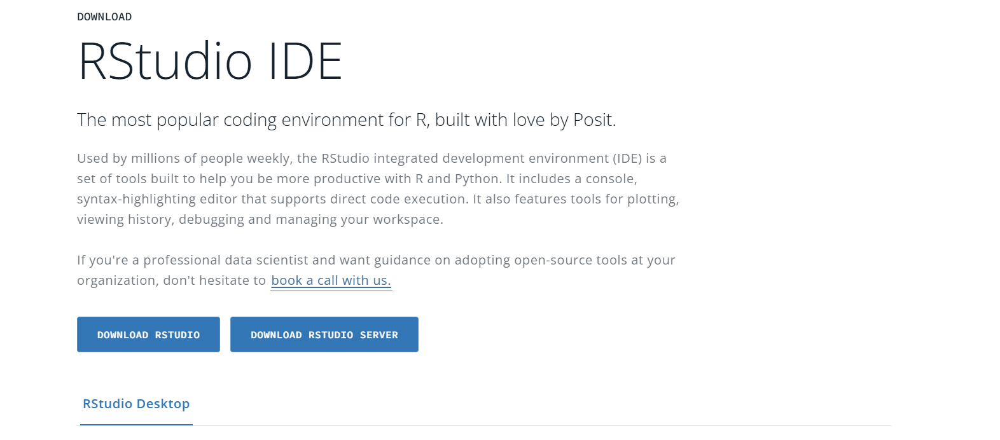 DOWNLOAD
RStudio IDE
The most popular coding environment for R, built with love by Posit.
Used by millions of people weekly, the RStudio integrated development environment (IDE) is a
set of tools built to help you be more productive with R and Python. It includes a console,
syntax-highlighting editor that supports direct code execution. It also features tools for plotting,
viewing history, debugging and managing your workspace.
If you're a professional data scientist and want guidance on adopting open-source tools at your
organization, don't hesitate to book a call with us.
DOWNLOAD RSTUDIO DOWNLOAD RSTUDIO SERVER
RStudio Desktop